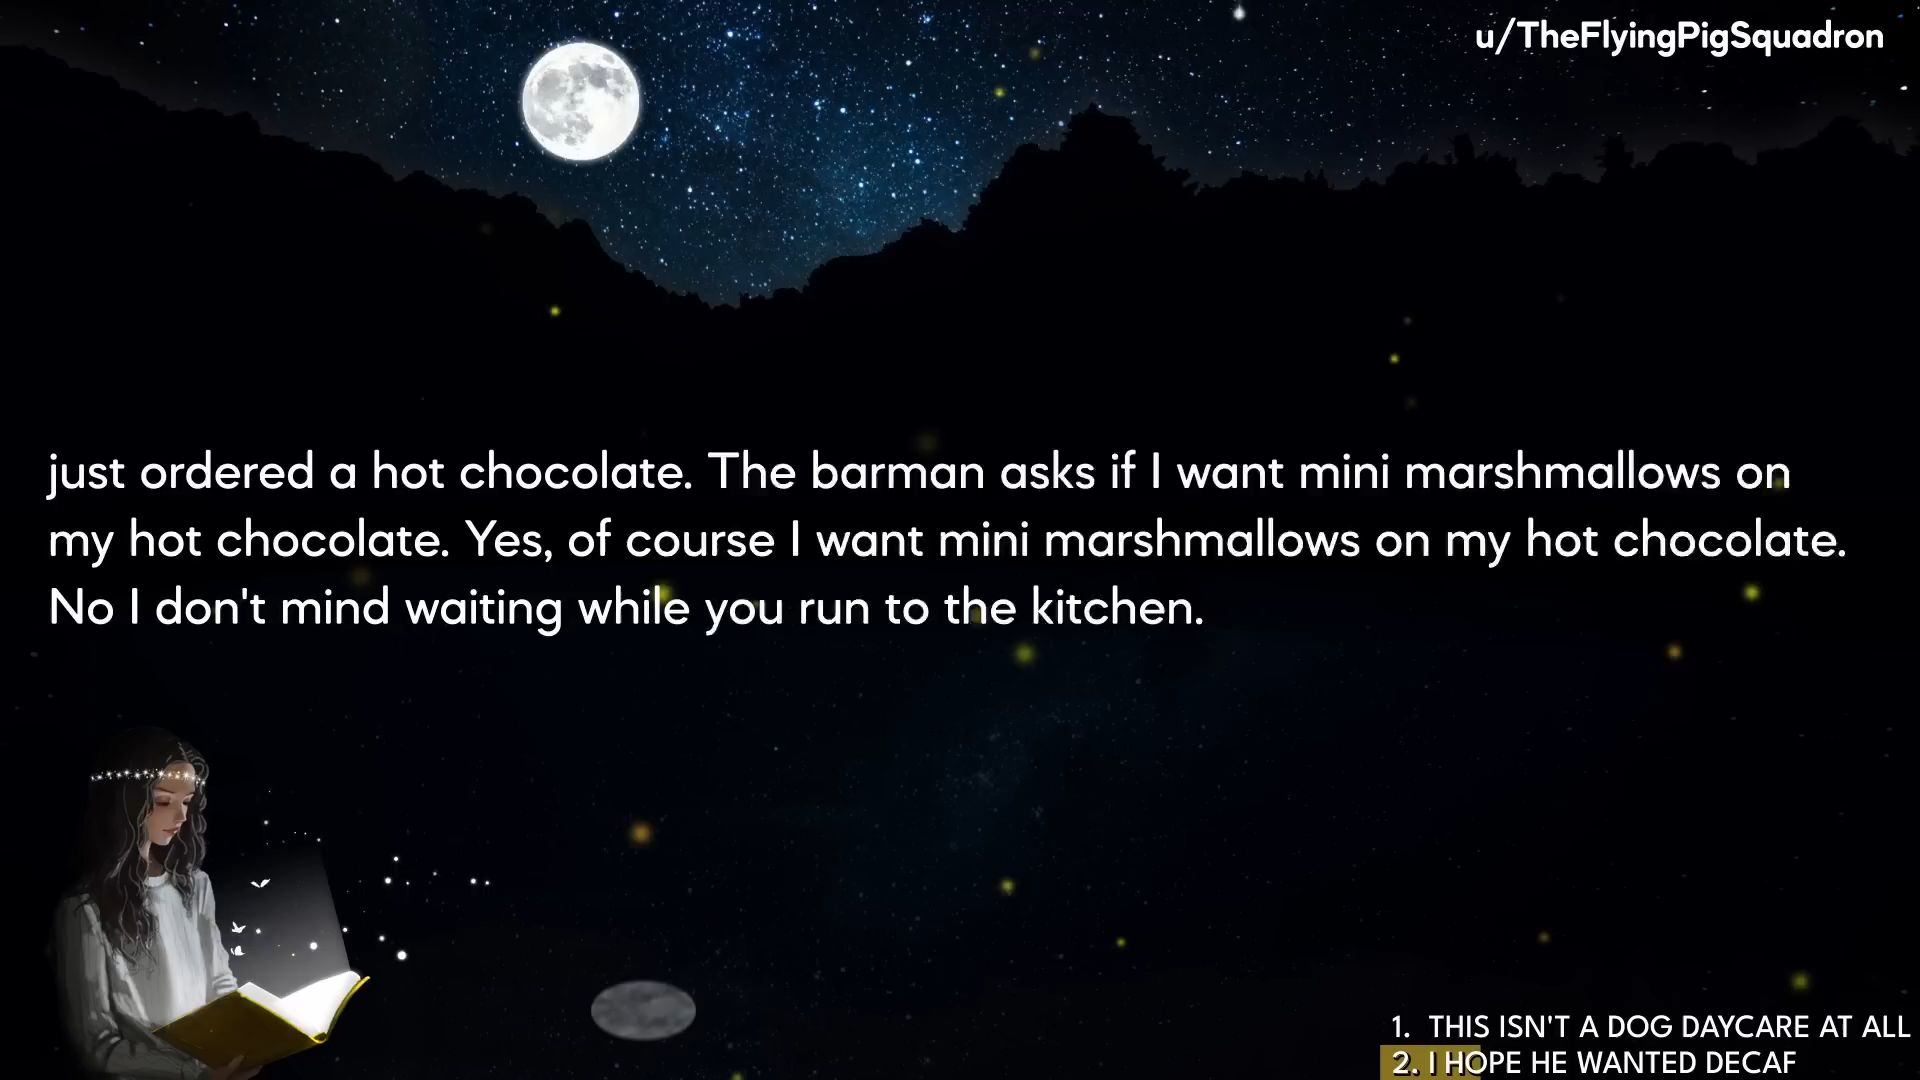 u/TheFlyingPigSquadron
just ordered a hot chocolate. The barman asks if I want mini marshmallows on
my hot chocolate. Yes, of course I want mini marshmallows on my hot chocolate.
No I don't mind waiting while you run to the kitchen.
1. THIS ISN'T A DOG DAYCARE AT ALL
2. I HOPE HE WANTED DECAF